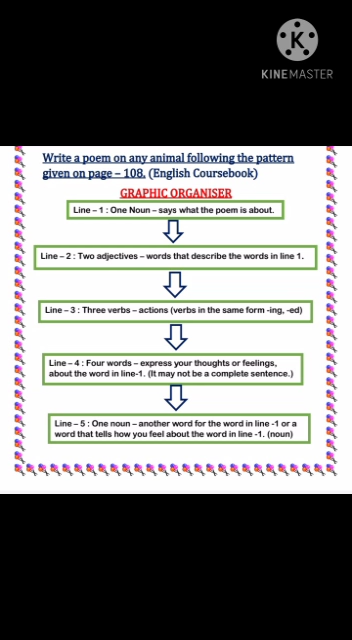 K
KINEMASTER
Write a poem on any animal following the pattern
given on page – 108. (English Coursebook)
GRAPHIC ORGANISER
Line – 1 : One Noun – says what the poem is about.
Line – 2 : Two adjectives – words that describe the words in line 1.
Line – 3 : Three verbs – actions (verbs in the same form -ing, -ed)
Line – 4 : Four words – express your thoughts or feelings,
about the word in line-1. (It may not be a complete sentence.)
Line – 5 : One noun – another word for the word in line -1 or a
word that tells how you feel about the word in line -1. (noun)